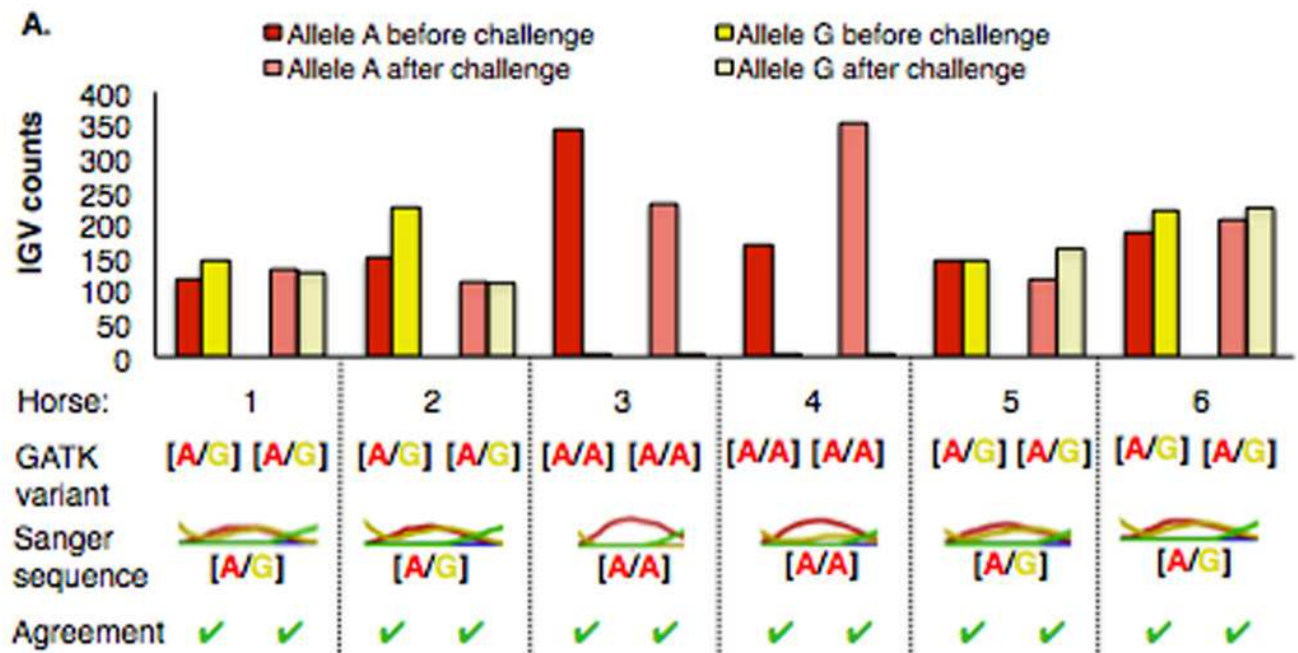 A.
Allele A before challenge
Allele G before challenge
Allele A after challenge
Allele G after challenge
IGV counts
400
350
300
250
200
150
100
50
0
Horse: 1 2 3 4 5 6
GATK variant [A/G] [A/G] [A/G] [A/G] [A/A] [A/A] [A/A] [A/A] [A/G] [A/G] [A/G] [A/G]
Sanger
sequence [A/G] [A/G] [A/A] [A/A] [A/G] [A/G]
Agreement ✔ ✔ ✔ ✔ ✔ ✔ ✔ ✔ ✔ ✔ ✔ ✔